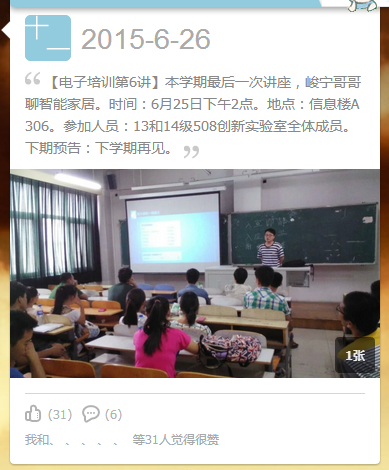 十一
2015-6-26
“【电子培训第6讲】本学期最后一次讲座，峻宁哥哥
聊智能家居。时间：6月25日下午2点。地点：信息楼A
306。参加人员：13和14级508创新实验室全体成员。
下期预告：下学期再见。”
1张
(31) (6)
我和、 、 、 、 、 等31人觉得很赞